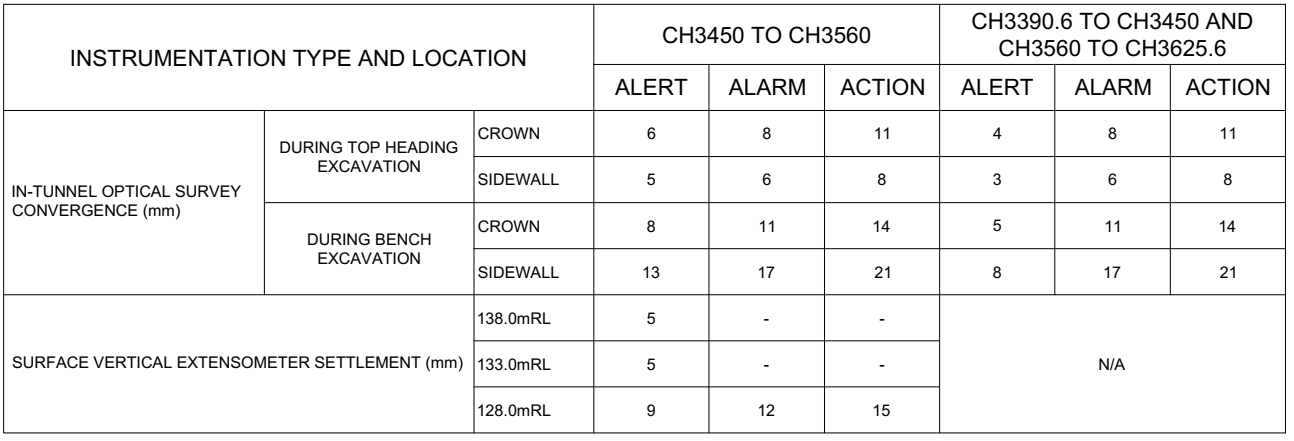 INSTRUMENTATION TYPE AND LOCATION
CH3450 TO CH3560
CH3390.6 TO CH3450 AND
CH3560 TO CH3625.6
ALERT ALARM ACTION ALERT ALARM ACTION
IN-TUNNEL OPTICAL SURVEY
CONVERGENCE (mm)
DURING TOP HEADING
EXCAVATION
CROWN 6 8 11 4 8 11
SIDEWALL 5 6 8 3 6 8
DURING BENCH
EXCAVATION
CROWN 8 11 14 5 11 14
SIDEWALL 13 17 21 8 17 21
SURFACE VERTICAL EXTENSOMETER SETTLEMENT (mm)
138.0mRL 5 - -
133.0mRL 5 - -
128.0mRL 9 12 15
N/A